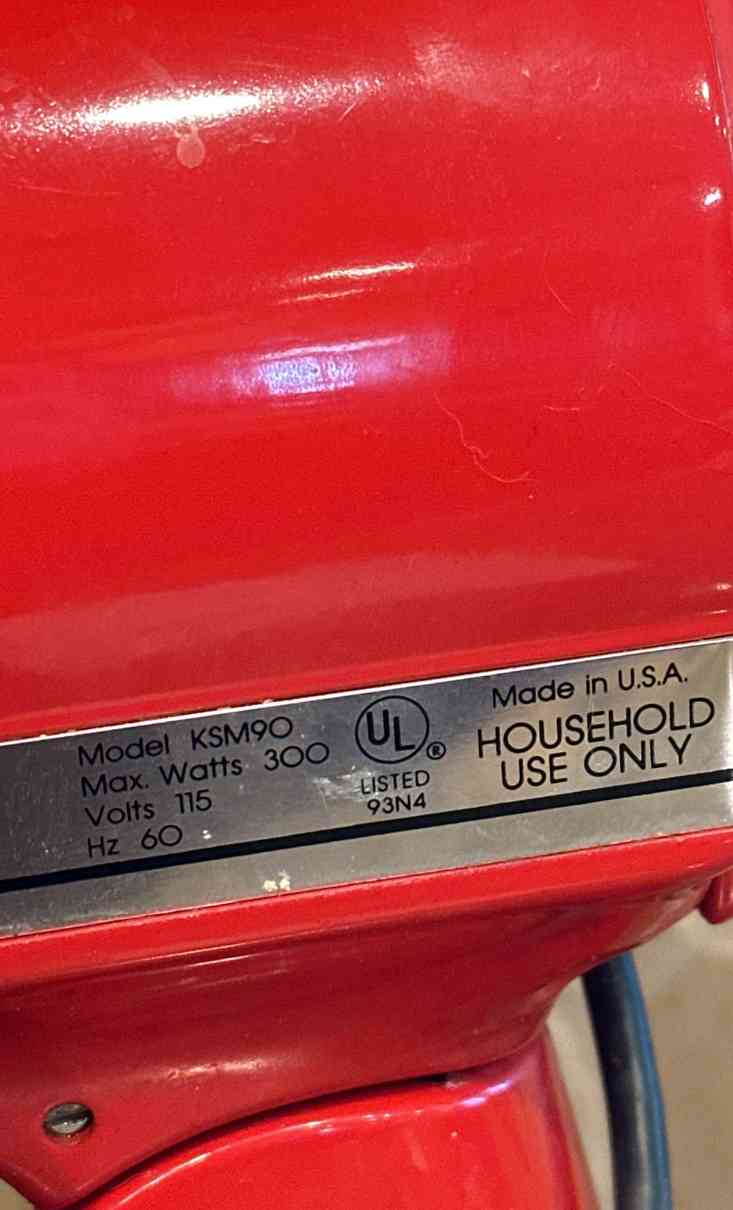 Model KSM90
Max. Watts 300
Volts 115
Hz 60
UL®
LISTED
93N4
Made in U.S.A.
HOUSEHOLD
USE ONLY